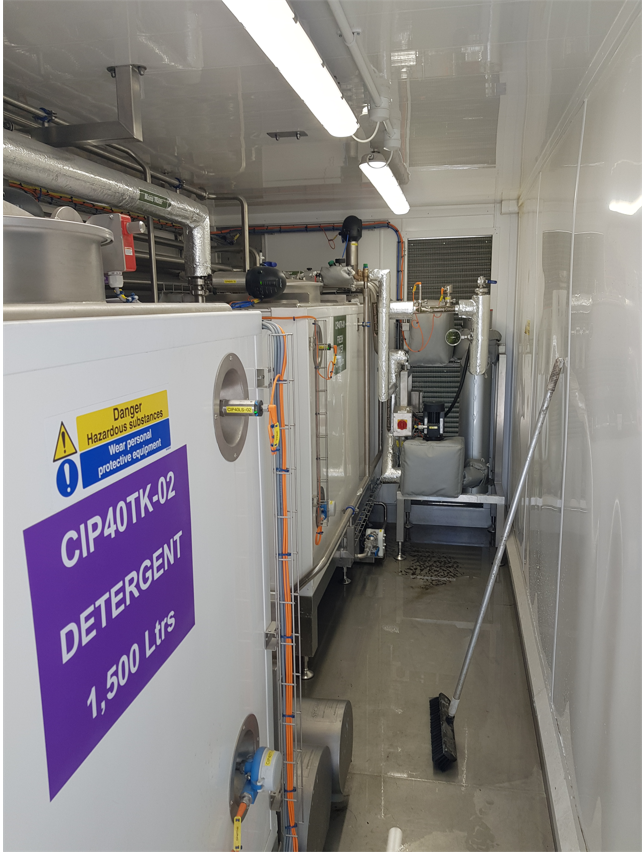 Danger
Hazardous substances
Wear personal
protective equipment
CIP40TK-02
DETERGENT
1,500 Ltrs